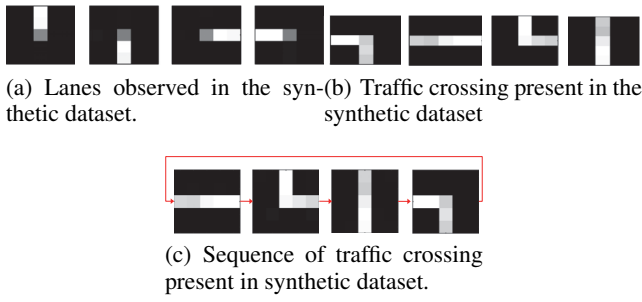 (a) Lanes observed in the syn-
thetic dataset.
(b) Traffic crossing present in the
synthetic dataset
(c) Sequence of traffic crossing
present in synthetic dataset.